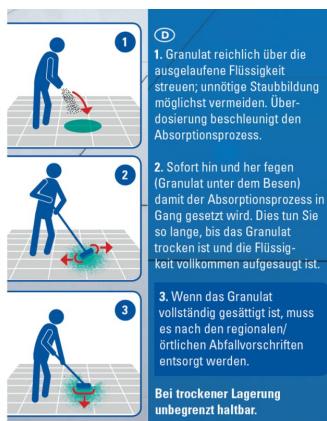 1
D
1. Granulat reichlich über die
ausgelaufene Flüssigkeit
streuen; unnötige Staubbildung
möglichst vermeiden. Über-
dosierung beschleunigt den
Absorptionsprozess.
2
2. Sofort hin und her fegen
(Granulat unter dem Besen)
damit der Absorptionsprozess in
Gang gesetzt wird. Dies tun Sie
so lange, bis das Granulat
trocken ist und die Flüssig-
keit vollkommen aufgesaugt ist.
3
3. Wenn das Granulat
vollständig gesättigt ist, muss
es nach den regionalen/
örtlichen Abfallvorschriften
entsorgt werden.
Bei trockener Lagerung
unbegrenzt haltbar.